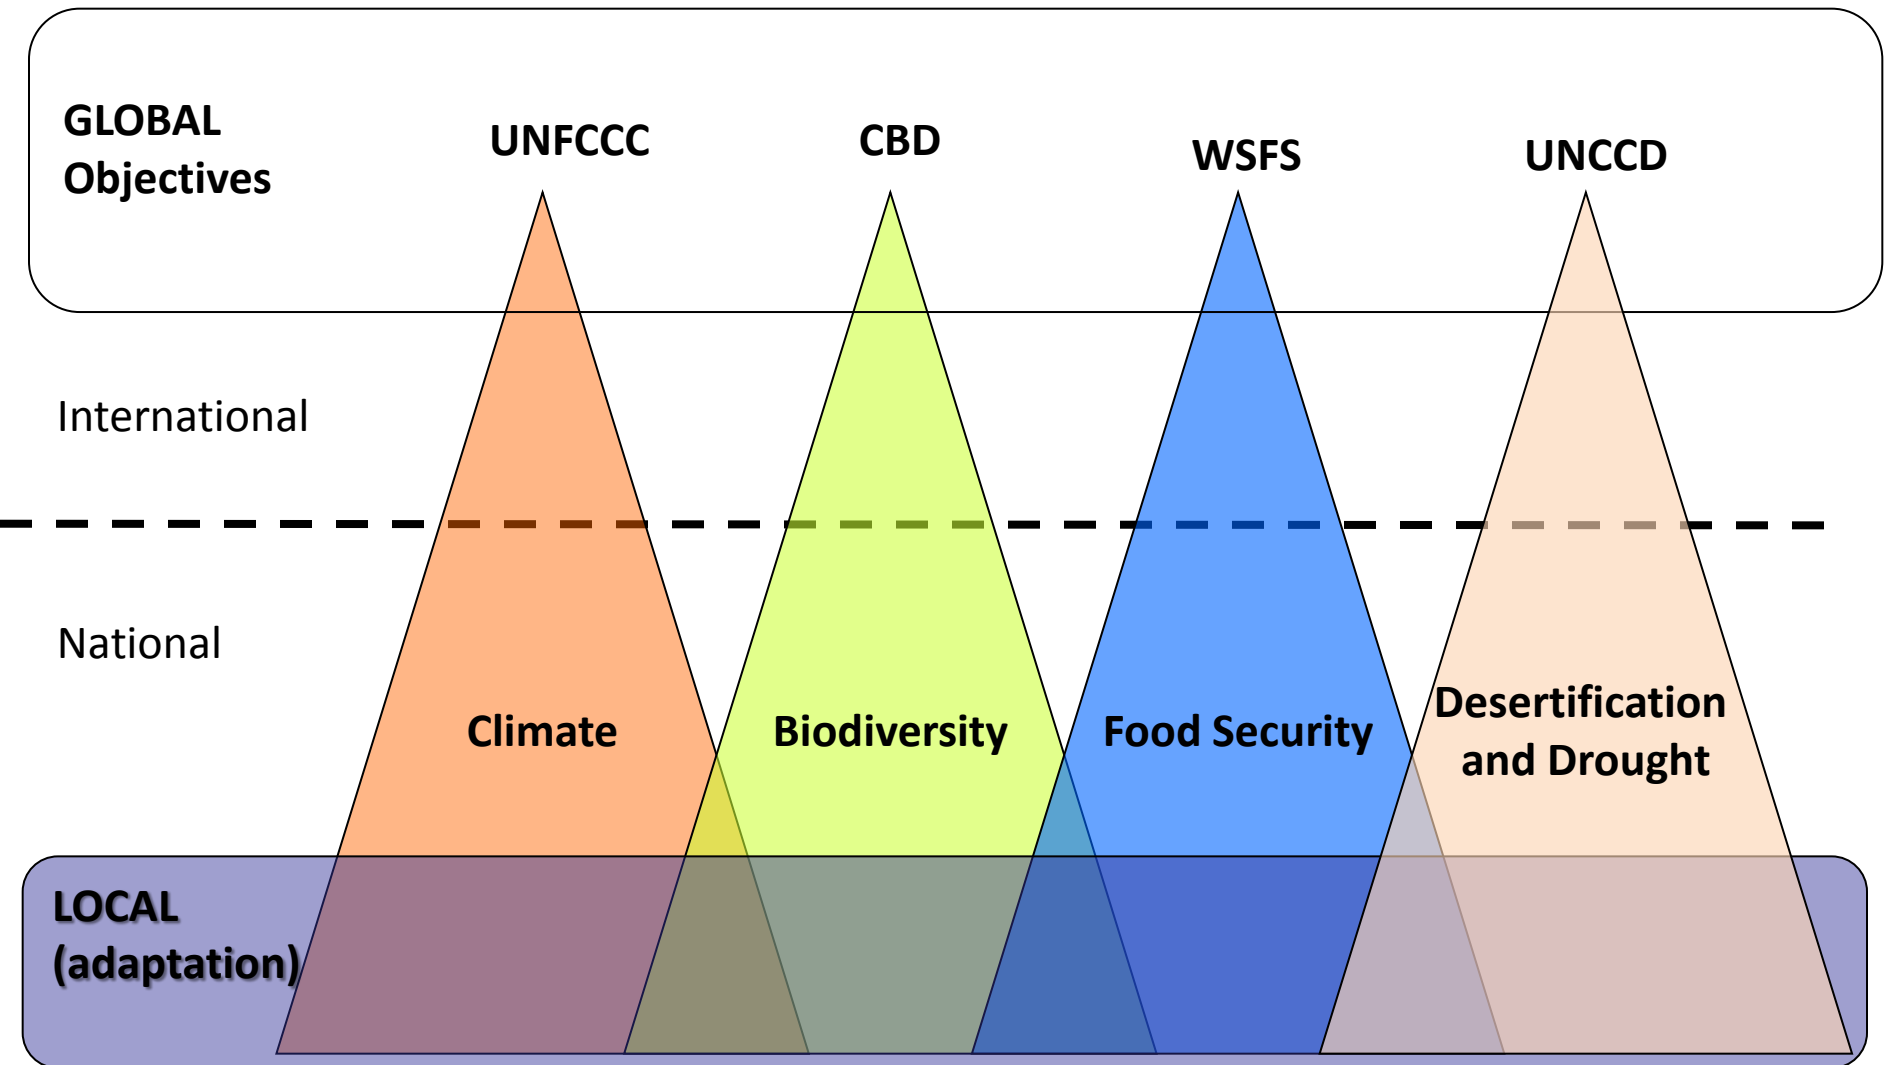 GLOBAL
Objectives
UNFCCC
CBD
WSFS
UNCCD
International
National
Climate
Biodiversity
Food Security
Desertification
and Drought
LOCAL
(adaptation)